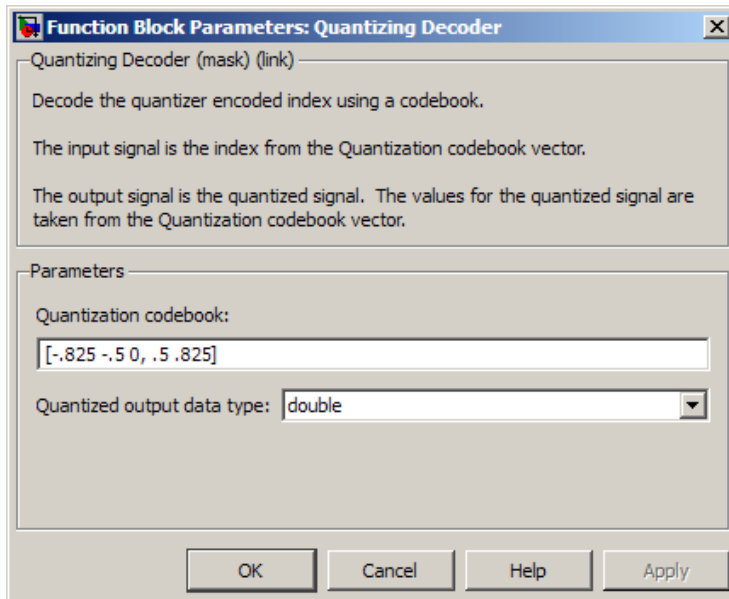 Function Block Parameters: Quantizing Decoder
Quantizing Decoder (mask) (link)
Decode the quantizer encoded index using a codebook.
The input signal is the index from the Quantization codebook vector.
The output signal is the quantized signal.  The values for the quantized signal are
taken from the Quantization codebook vector.
Parameters
Quantization codebook:
[-.825 -.5 0, .5 .825]
Quantized output data type: double
OK Cancel Help Apply